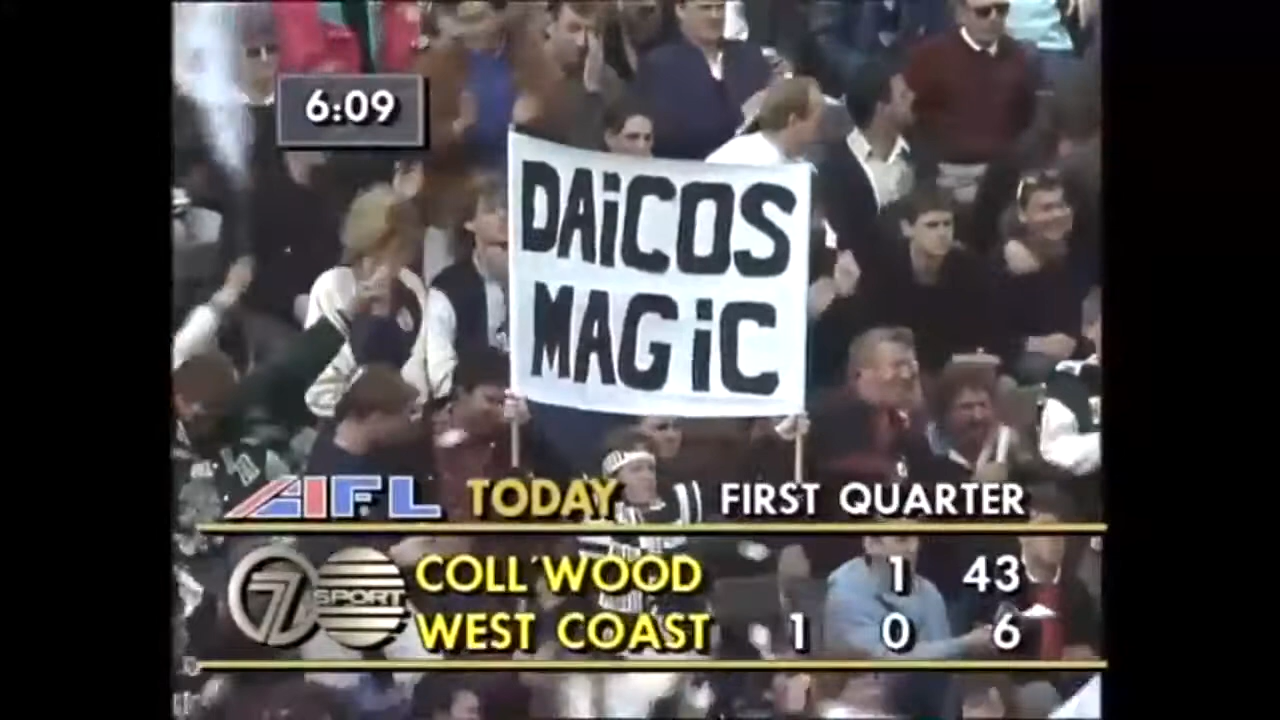 6:09
DAiCOS
MAGiC
AFL TODAY FIRST QUARTER
7 SPORT
COLL'WOOD 1 43
WEST COAST 1 0 6